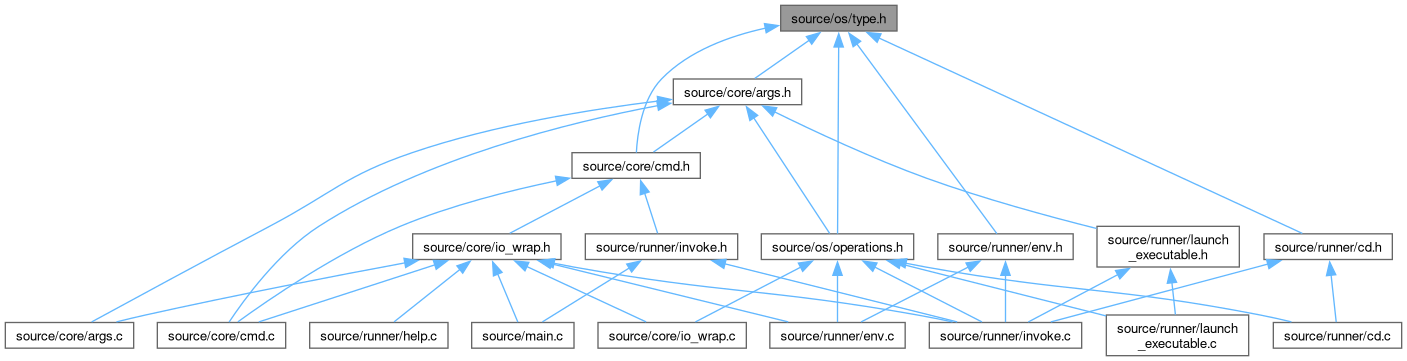 source/os/type.h
source/core/args.h
source/core/cmd.h
source/core/io_wrap.h
source/runner/invoke.h
source/os/operations.h
source/runner/env.h
source/runner/launch
_executable.h
source/runner/cd.h
source/core/args.c
source/core/cmd.c
source/runner/help.c
source/main.c
source/core/io_wrap.c
source/runner/env.c
source/runner/invoke.c
source/runner/launch
_executable.c
source/runner/cd.c